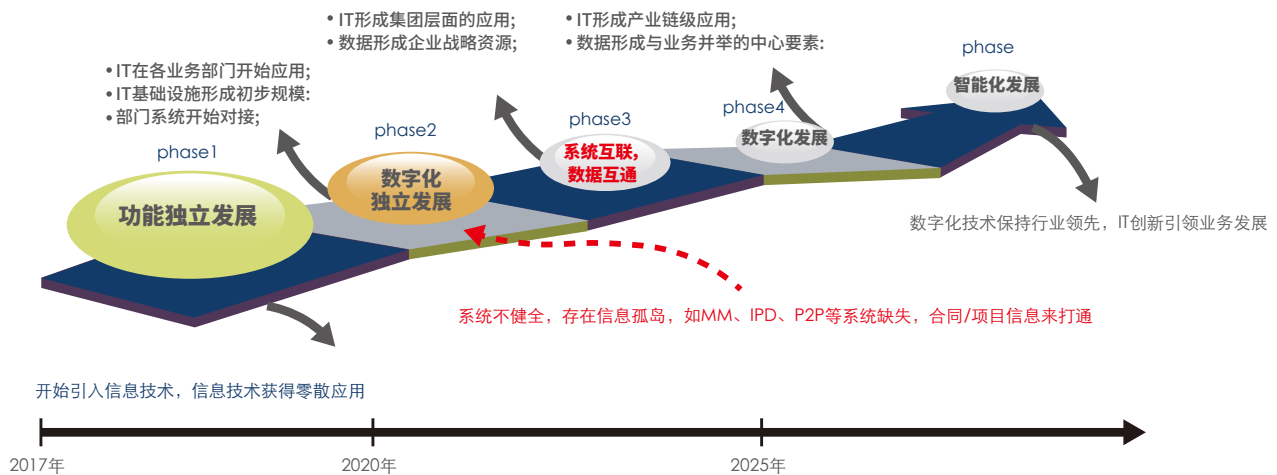 • IT形成集团层面的应用;
• 数据形成企业战略资源;
• IT形成产业链级应用;
• 数据形成与业务并举的中心要素:
• IT在各业务部门开始应用;
• IT基础设施形成初步规模:
• 部门系统开始对接;
phase1
phase2
phase3
phase4
phase
功能独立发展
数字化
独立发展
系统互联,
数据互通
数字化发展
智能化发展
数字化技术保持行业领先，IT创新引领业务发展
系统不健全，存在信息孤岛，如MM、IPD、P2P等系统缺失，合同/项目信息来打通
开始引入信息技术，信息技术获得零散应用
2017年
2020年
2025年